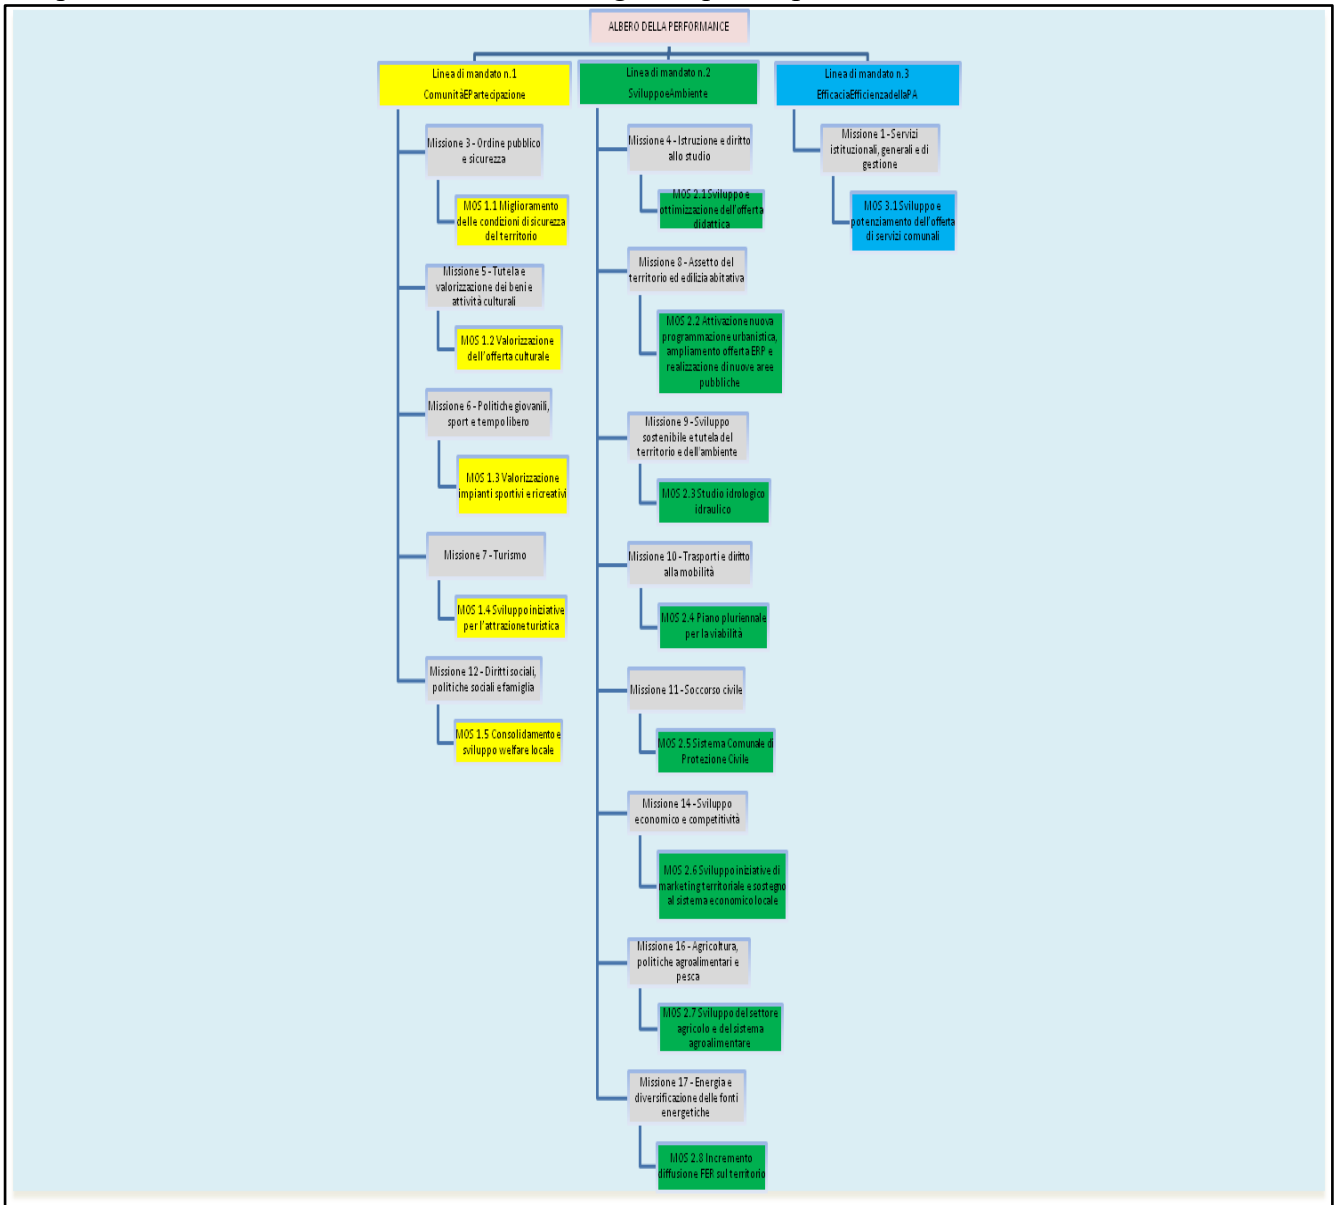 ALBERO DELLA PERFORMANCE
Linea di mandato n.1
ComunitàEPartecipazione
Missione 3 - Ordine pubblico
e sicurezza
MOS 1.1 Miglioramento
delle condizioni di sicurezza
del territorio
Missione 5 - Tutela e
valorizzazione dei beni e
attività culturali
MOS 1.2 Valorizzazione
dell'offerta culturale
Missione 6 - Politiche giovanili,
sport e tempo libero
MOS 1.3 Valorizzazione
impianti sportivi e ricreativi
Missione 7 - Turismo
MOS 1.4 Sviluppo iniziative
per l'attrazione turistica
Missione 12 - Diritti sociali,
politiche sociali e famiglia
MOS 1.5 Consolidamento e
sviluppo welfare locale
Linea di mandato n.2
SviluppoeAmbiente
Missione 4 - Istruzione e diritto
allo studio
MOS 2.1 Sviluppo e
ottimizzazione dell'offerta
didattica
Missione 8 - Assetto del
territorio ed edilizia abitativa
MOS 2.2 Attivazione nuova
programmazione urbanistica,
ampliamento offerta ERP e
realizzazione di nuove aree
pubbliche
Missione 9 - Sviluppo
sostenibile e tutela del
territorio e dell'ambiente
MOS 2.3 Studio idrologico
idraulico
Missione 10 - Trasporti e diritto
alla mobilità
MOS 2.4 Piano pluriennale
per la viabilità
Missione 11 - Soccorso civile
MOS 2.5 Sistema Comunale di
Protezione Civile
Missione 14 - Sviluppo
economico e competitività
MOS 2.6 Sviluppo iniziative di
marketing territoriale e sostegno
al sistema economico locale
Missione 16 - Agricoltura,
politiche agroalimentari e
pesca
MOS 2.7 Sviluppo del settore
agricolo e del sistema
agroalimentare
Missione 17 - Energia e
diversificazione delle fonti
energetiche
MOS 2.8 Incremento
diffusione FER sul territorio
Linea di mandato n.3
EfficaciaEfficienzadellaPA
Missione 1 - Servizi
istituzionali, generali e di
gestione
MOS 3.1 Sviluppo e
potenziamento dell'offerta
di servizi comunali